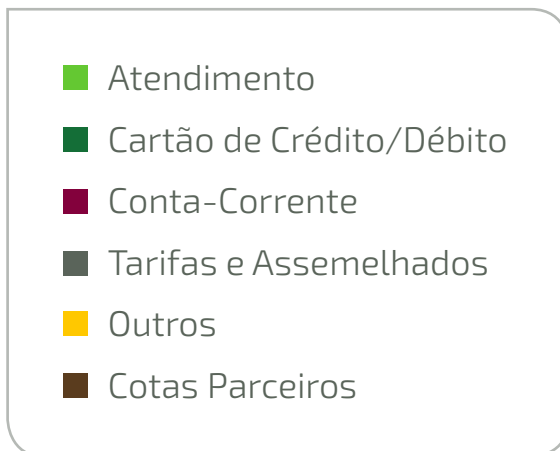 Atendimento
Cartão de Crédito/Débito
Conta-Corrente
Tarifas e Assemelhados
Outros
Cotas Parceiros